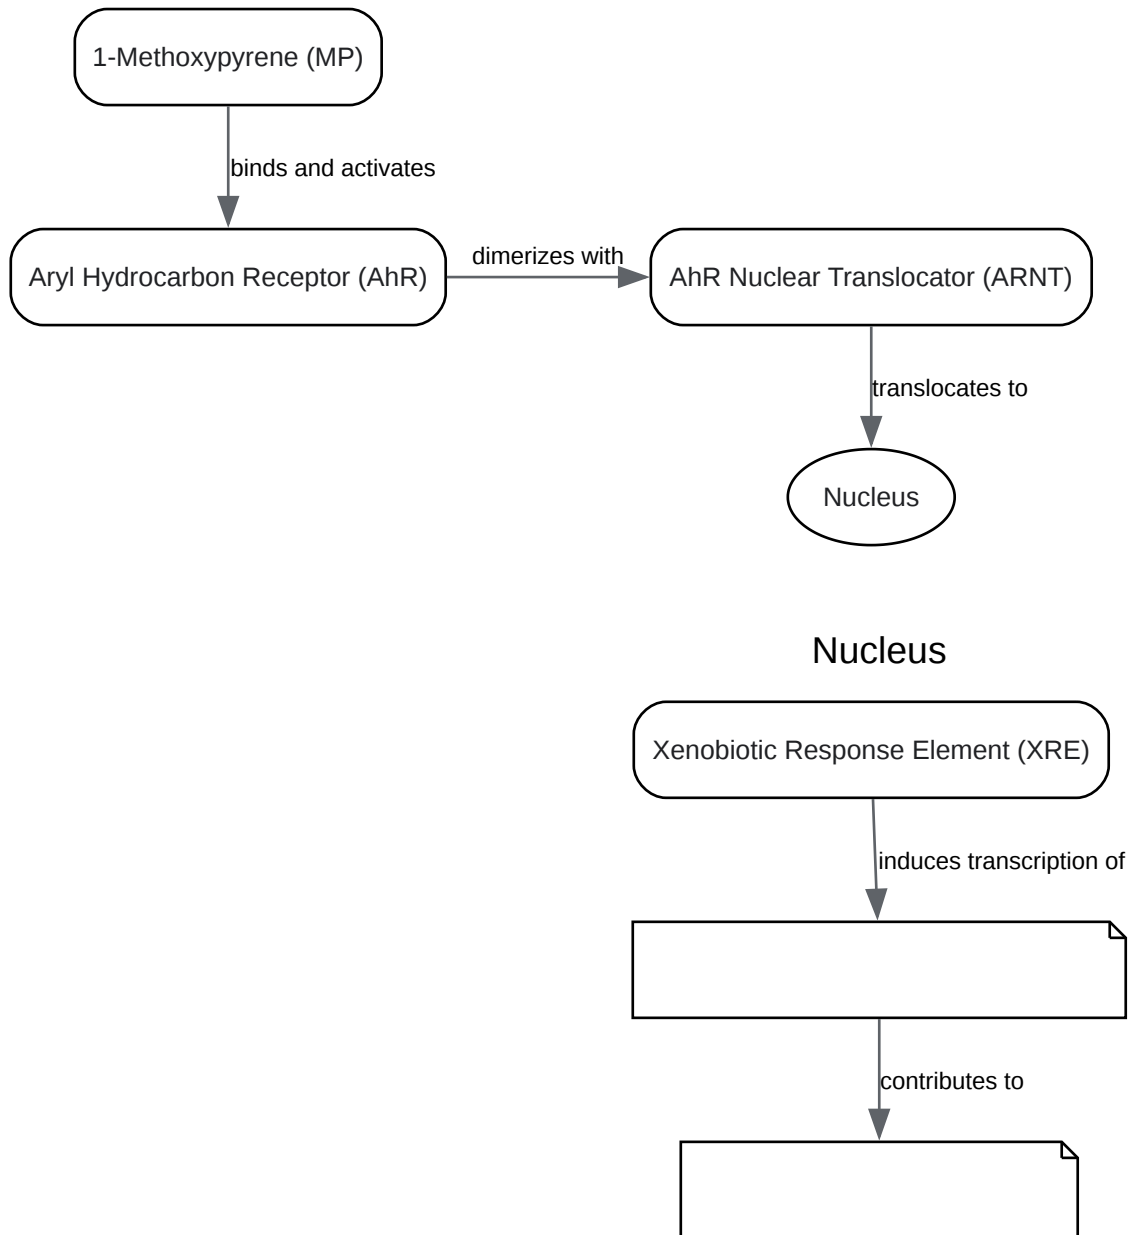 1-Methoxypyrene (MP)
binds and activates
Aryl Hydrocarbon Receptor (AhR)
dimerizes with
AhR Nuclear Translocator (ARNT)
translocates to
Nucleus
Nucleus
Xenobiotic Response Element (XRE)
induces transcription of
contributes to